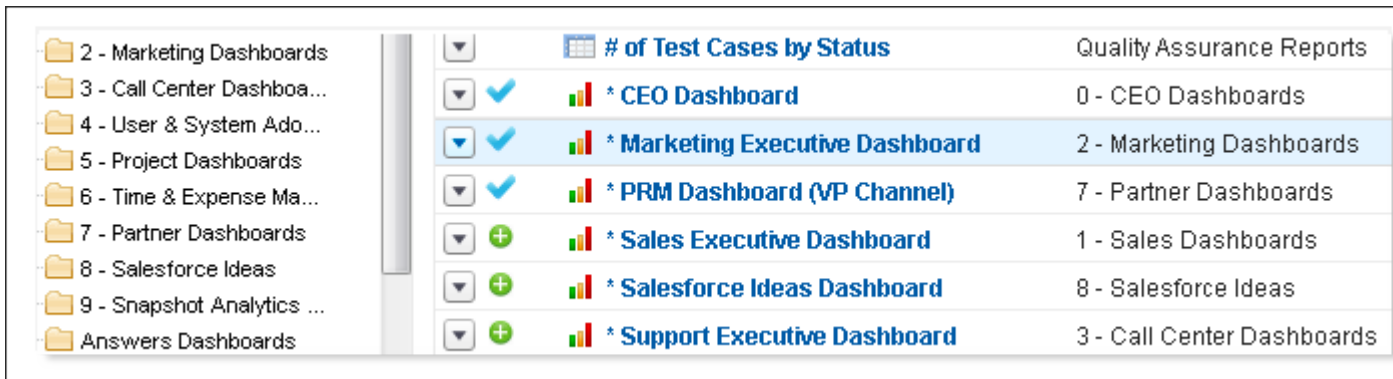 2 - Marketing Dashboards
3 - Call Center Dashboa...
4 - User & System Ado...
5 - Project Dashboards
6 - Time & Expense Ma...
7 - Partner Dashboards
8 - Salesforce Ideas
9 - Snapshot Analytics ...
Answers Dashboards
# of Test Cases by Status Quality Assurance Reports
* CEO Dashboard 0 - CEO Dashboards
* Marketing Executive Dashboard 2 - Marketing Dashboards
* PRM Dashboard (VP Channel) 7 - Partner Dashboards
* Sales Executive Dashboard 1 - Sales Dashboards
* Salesforce Ideas Dashboard 8 - Salesforce Ideas
* Support Executive Dashboard 3 - Call Center Dashboards